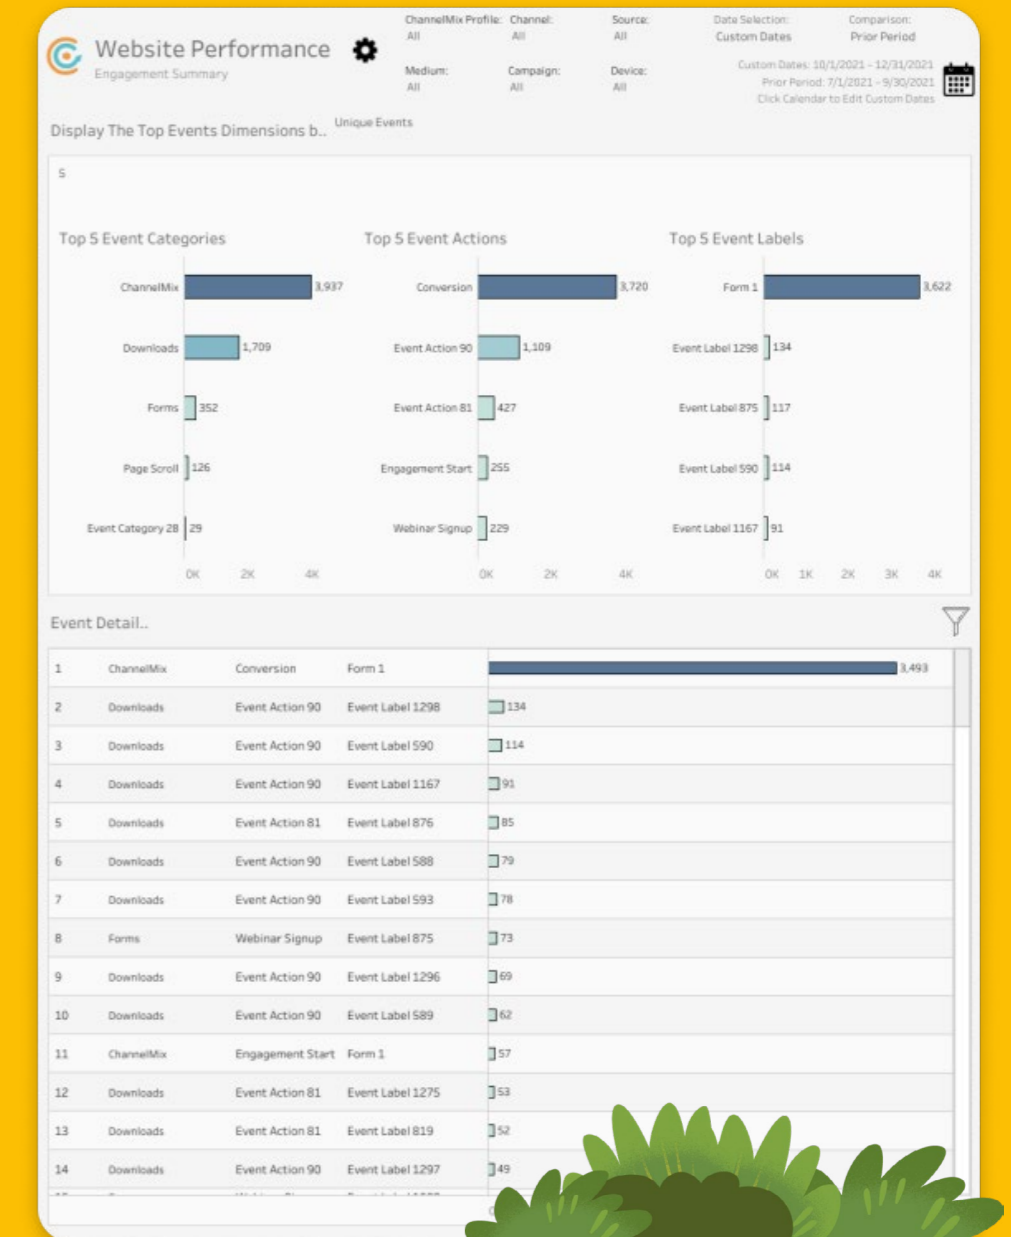 ChannelMix Profile: Channel: Source: Date Selection: Comparison:
All All All Custom Dates Prior Period
Website Performance
Engagement Summary
Medium: Campaign: Device:
All All All
Custom Dates: 10/1/2021 - 12/31/2021
Prior Period: 7/1/2021 - 9/30/2021
Click Calendar to Edit Custom Dates
Display The Top Events Dimensions b.. Unique Events
5
Top 5 Event Categories Top 5 Event Actions Top 5 Event Labels
ChannelMix 3,937 Conversion 3,720 Form 1 3,622
Downloads 1,709 Event Action 90 1,109 Event Label 1298 134
Forms 352 Event Action 81 427 Event Label 875 117
Page Scroll 126 Engagement Start 255 Event Label 590 114
Event Category 28 29 Webinar Signup 229 Event Label 1167 91
0K 2K 4K 0K 2K 4K 0K 1K 2K 3K 4K
Event Detail..
1 ChannelMix Conversion Form 1 3,493
2 Downloads Event Action 90 Event Label 1298 134
3 Downloads Event Action 90 Event Label 590 114
4 Downloads Event Action 90 Event Label 1167 91
5 Downloads Event Action 81 Event Label 876 85
6 Downloads Event Action 90 Event Label 588 79
7 Downloads Event Action 90 Event Label 593 78
8 Forms Webinar Signup Event Label 875 73
9 Downloads Event Action 90 Event Label 1296 69
10 Downloads Event Action 90 Event Label 589 62
11 ChannelMix Engagement Start Form 1 57
12 Downloads Event Action 81 Event Label 1275 53
13 Downloads Event Action 81 Event Label 819 52
14 Downloads Event Action 90 Event Label 1297 49